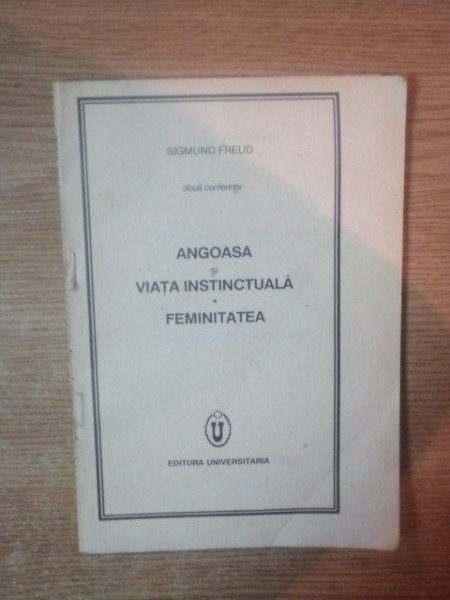 SIGMUND FREUD
două conferințe
ANGOASA
și
VIAȚA INSTINCTUALĂ
•
FEMINITATEA
U
EDITURA UNIVERSITARIA